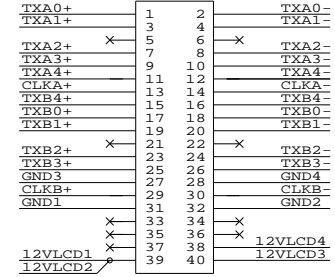 TXA0+ 1 2 TXA0-
TXA1+ 3 4 TXA1-
5 6
TXA2+ 7 8 TXA2-
TXA3+ 9 10 TXA3-
TXA4+ 11 12 TXA4-
CLKA+ 13 14 CLKA-
TXB4+ 15 16 TXB4-
TXB0+ 17 18 TXB0-
TXB1+ 19 20 TXB1-
21 22
TXB2+ 23 24 TXB2-
TXB3+ 25 26 TXB3-
GND3 27 28 GND4
CLKB+ 29 30 CLKB-
GND1 31 32 GND2
33 34
35 36
37 38 12VLCD4
12VLCD1 39 40 12VLCD3
12VLCD2